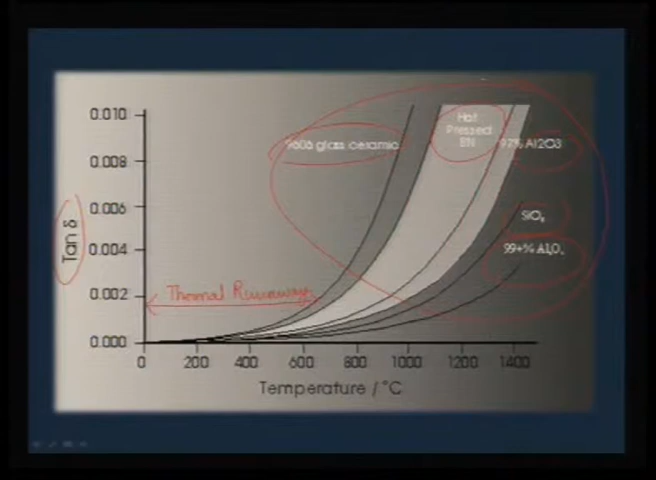 0.010
9606 glass ceramic
Hot
Pressed
BN
97% Al2O3
0.008
0.006
SiO₂
Tan δ
0.004
99+% Al₂O₃
0.002
Thermal Runaway
0.000
0 200 400 600 800 1000 1200 1400
Temperature / °C